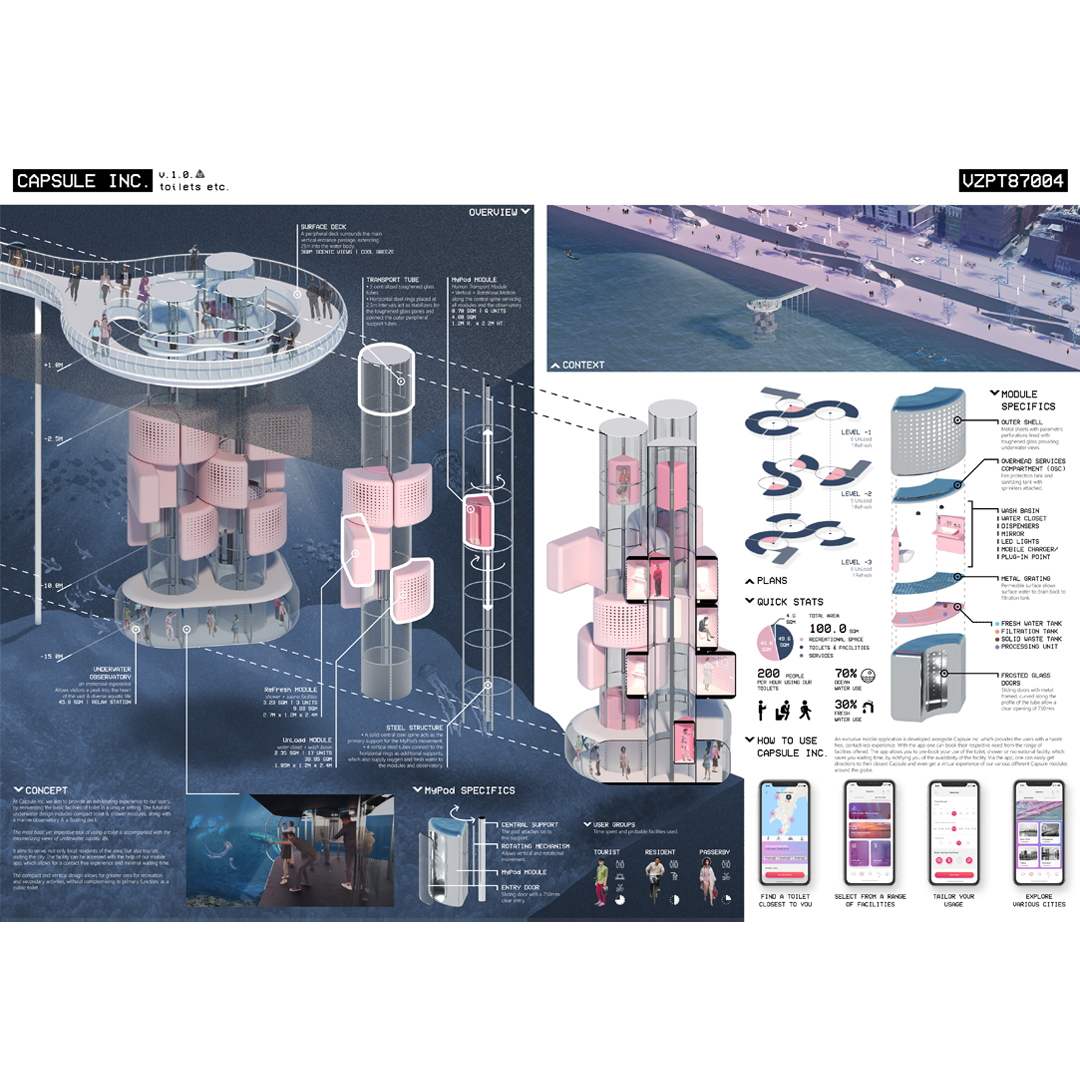 CAPSULE INC.
v.1.0.
toilets etc.
VZPT87004
OVERVIEW
SURFACE DECK
A peripheral deck surrounds the main
vertical entrance passage, extending
25m into the water body.
360° SCENIC VIEWS | COOL BREEZE
TRANSPORT TUBE
• 3 centralized toughened glass
tubes.
• Horizontal steel rings placed at
2.5m intervals act as stabilizers for
the toughened glass panes and
connect the outer peripheral
support tubes.
MyPod MODULE
Human Transport Module
• Vertical + Rotational Motion
along the central spine servicing
all modules and the observatory
0.78 SQM | 6 UNITS
4.68 SQM
1.2M H. x 2.2M HT.
+1.0M
-2.5M
-10.0M
-15.0M
UNDERWATER
OBSERVATORY
an immersive experience
Allows visitors a peek into the heart
of the vast & diverse aquatic life
45.8 SQM | RELAX STATION
ReFresh MODULE
shower + sauna facilities
3.23 SQM | 3 UNITS
9.69 SQM
2.7M x 1.2M x 2.4M
UnLoad MODULE
water closet + wash basin
2.35 SQM | 17 UNITS
39.95 SQM
1.95M x 1.2M x 2.4M
STEEL STRUCTURE
• A solid central core spine acts as the
primary support for the MyPod's movement.
• 4 vertical steel tubes connect to the
horizontal rings as additional supports,
which also supply oxygen and fresh water to
the modules and observatory.
CONTEXT
LEVEL -1
6 UnLoad
1 Refresh
LEVEL -2
5 UnLoad
1 Refresh
LEVEL -3
6 UnLoad
1 Refresh
PLANS
QUICK STATS
4.6
SQM
TOTAL AREA
100.0 SQM
RECREATIONAL SPACE
TOILETS & FACILITIES
SERVICES
49.6
SQM
200 PEOPLE
PER HOUR USING OUR
TOILETS
70%
OCEAN
WATER USE
30%
FRESH
WATER USE
MODULE
SPECIFICS
OUTER SHELL
Metal sheets with parametric
perforations lined with
toughened glass providing
underwater views.
OVERHEAD SERVICES
COMPARTMENT (OSC)
Fire protection tank and
sanitizing tank with
sprinklers attached.
WASH BASIN
WATER CLOSET
DISPENSERS
MIRROR
LED LIGHTS
MOBILE CHARGER/
PLUG-IN POINT
METAL GRATING
Permeable surface allows
surface water to drain back to
filtration tank.
FRESH WATER TANK
FILTRATION TANK
SOLID WASTE TANK
PROCESSING UNIT
FROSTED GLASS
DOORS
Sliding doors with metal
framed, curved along the
profile of the tube allow a
clear opening of 750mm
HOW TO USE
CAPSULE INC.
An exclusive mobile application is developed alongside Capsule Inc. which provides the users with a hassle
free, contact-less experience. With the app one can book their respective need from the range of
facilities offered. The app allows you to pre-book your use of the toilet, shower or recreational facility which
saves you waiting time, by notifying you of the availability of the facility. Via the app, one can easily get
directions to their closest Capsule and even get a virtual experience of our various different Capsule modules
around the globe.
FIND A TOILET
CLOSEST TO YOU
SELECT FROM A RANGE
OF FACILITIES
TAILOR YOUR
USAGE
EXPLORE
VARIOUS CITIES
CONCEPT
At Capsule Inc. we aim to provide an exhilarating experience to our users,
by reinventing the basic facilities of toilet in a unique setting. The futuristic
underwater design includes compact toilet & shower modules, along with
a marine observatory & a floating deck.
The most basic yet imperative task of using a toilet is accompanied with the
mesmerizing views of underwater aquatic life.
It aims to serve, not only local residents of the area, but also tourists
visiting the city. The facility can be accessed with the help of our mobile
app, which allows for a contact free experience and minimal waiting time.
The compact and vertical design allows for greater area for recreation
and secondary activities, without compromising its primary function, as a
public toilet.
MyPod SPECIFICS
CENTRAL SUPPORT
The pod attaches on to
this support.
ROTATING MECHANISM
Allows vertical and rotational
movement.
MyPod MODULE
ENTRY DOOR
Sliding door with a 750mm
clear entry.
USER GROUPS
Time spent and probable facilities used.
TOURIST
RESIDENT
PASSERBY